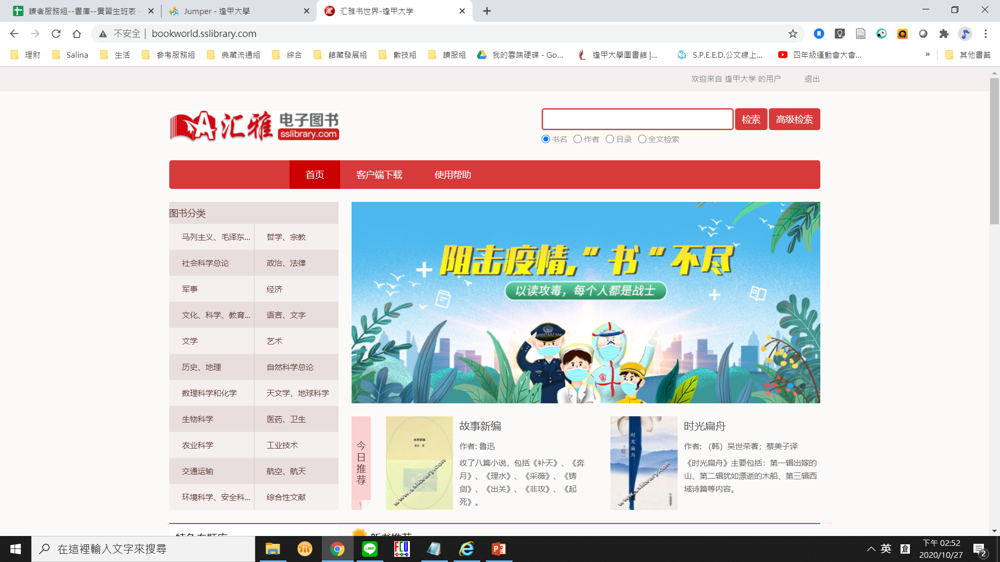 讀者服務組--書庫--實習生班表 -
Jumper - 逢甲大學
汇雅书世界-逢甲大学
不安全
bookworld.sslibrary.com
理財
Salina
生活
參考服務組
典藏流通組
綜合
館藏發展組
數技組
讀服組
我的雲端硬碟 - Go...
逢甲大學圖書館 |...
S.P.E.E.D.公文線上...
四年級運動會大會...
»
其他書籤
欢迎来自 逢甲大学 的用户
退出
汇雅 电子图书
sslibrary.com
检索
高级检索
书名
作者
目录
全文检索
首页
客户端下载
使用帮助
图书分类
马列主义、毛泽东...
哲学、宗教
社会科学总论
政治、法律
军事
经济
文化、科学、教育...
语言、文字
文学
艺术
历史、地理
自然科学总论
数理科学和化学
天文学、地球科学
生物科学
医药、卫生
农业科学
工业技术
交通运输
航空、航天
环境科学、安全科...
综合性文献
阻击疫情，“书“不尽
以读攻毒，每个人都是战士
今日推荐
故事新编
www.sslibrary.com
故事新编
作者: 鲁迅
收了八篇小说，包括《补天》、《奔
月》、《理水》、《采薇》、《铸
剑》、《出关》、《非攻》、《起
死》。
时光扁舟
www.sslibrary.com
时光扁舟
作者: （韩）吴世荣著；蔡美子译
《时光扁舟》主要包括：第一辑出嫁的
山、第二辑犹如漂逝的木船、第三辑西
域诗篇等内容。
新书推荐
在這裡輸入文字來搜尋
LINE
FCU
英
倉
下午 02:52
2020/10/27
2